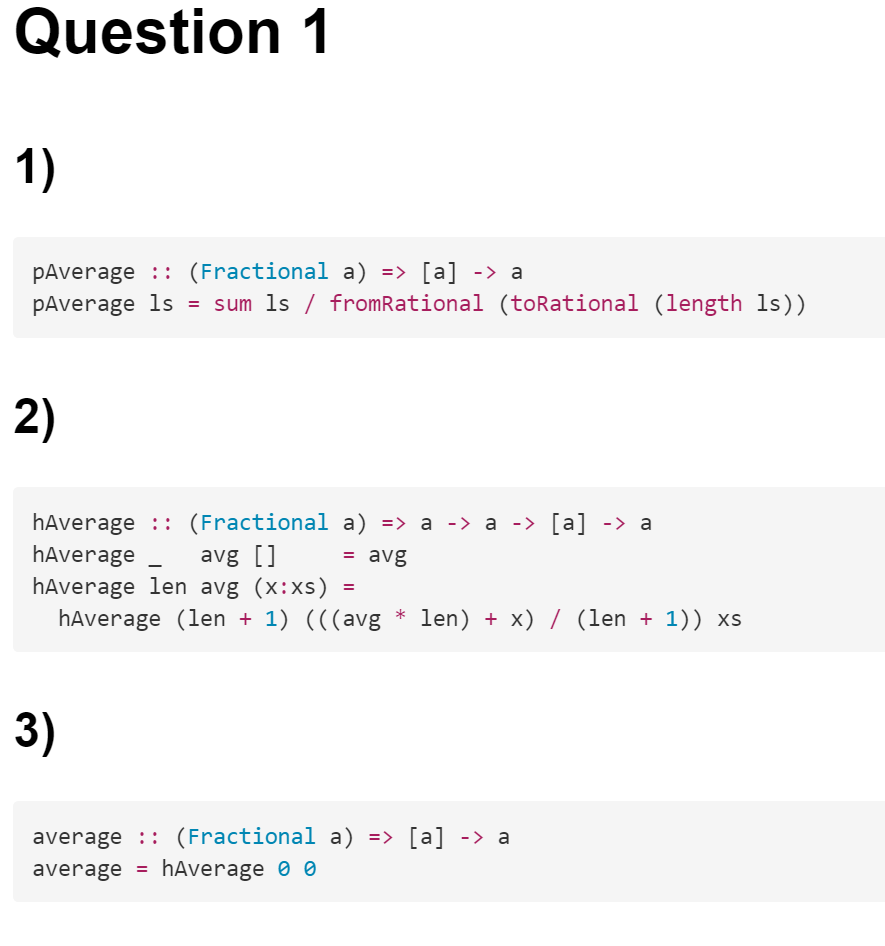 Question 1
1)
pAverage :: (Fractional a) => [a] -> a
pAverage ls = sum ls / fromRational (toRational (length ls))
2)
hAverage :: (Fractional a) => a -> a -> [a] -> a
hAverage _   avg []     = avg
hAverage len avg (x:xs) =
  hAverage (len + 1) (((avg * len) + x) / (len + 1)) xs
3)
average :: (Fractional a) => [a] -> a
average = hAverage 0 0